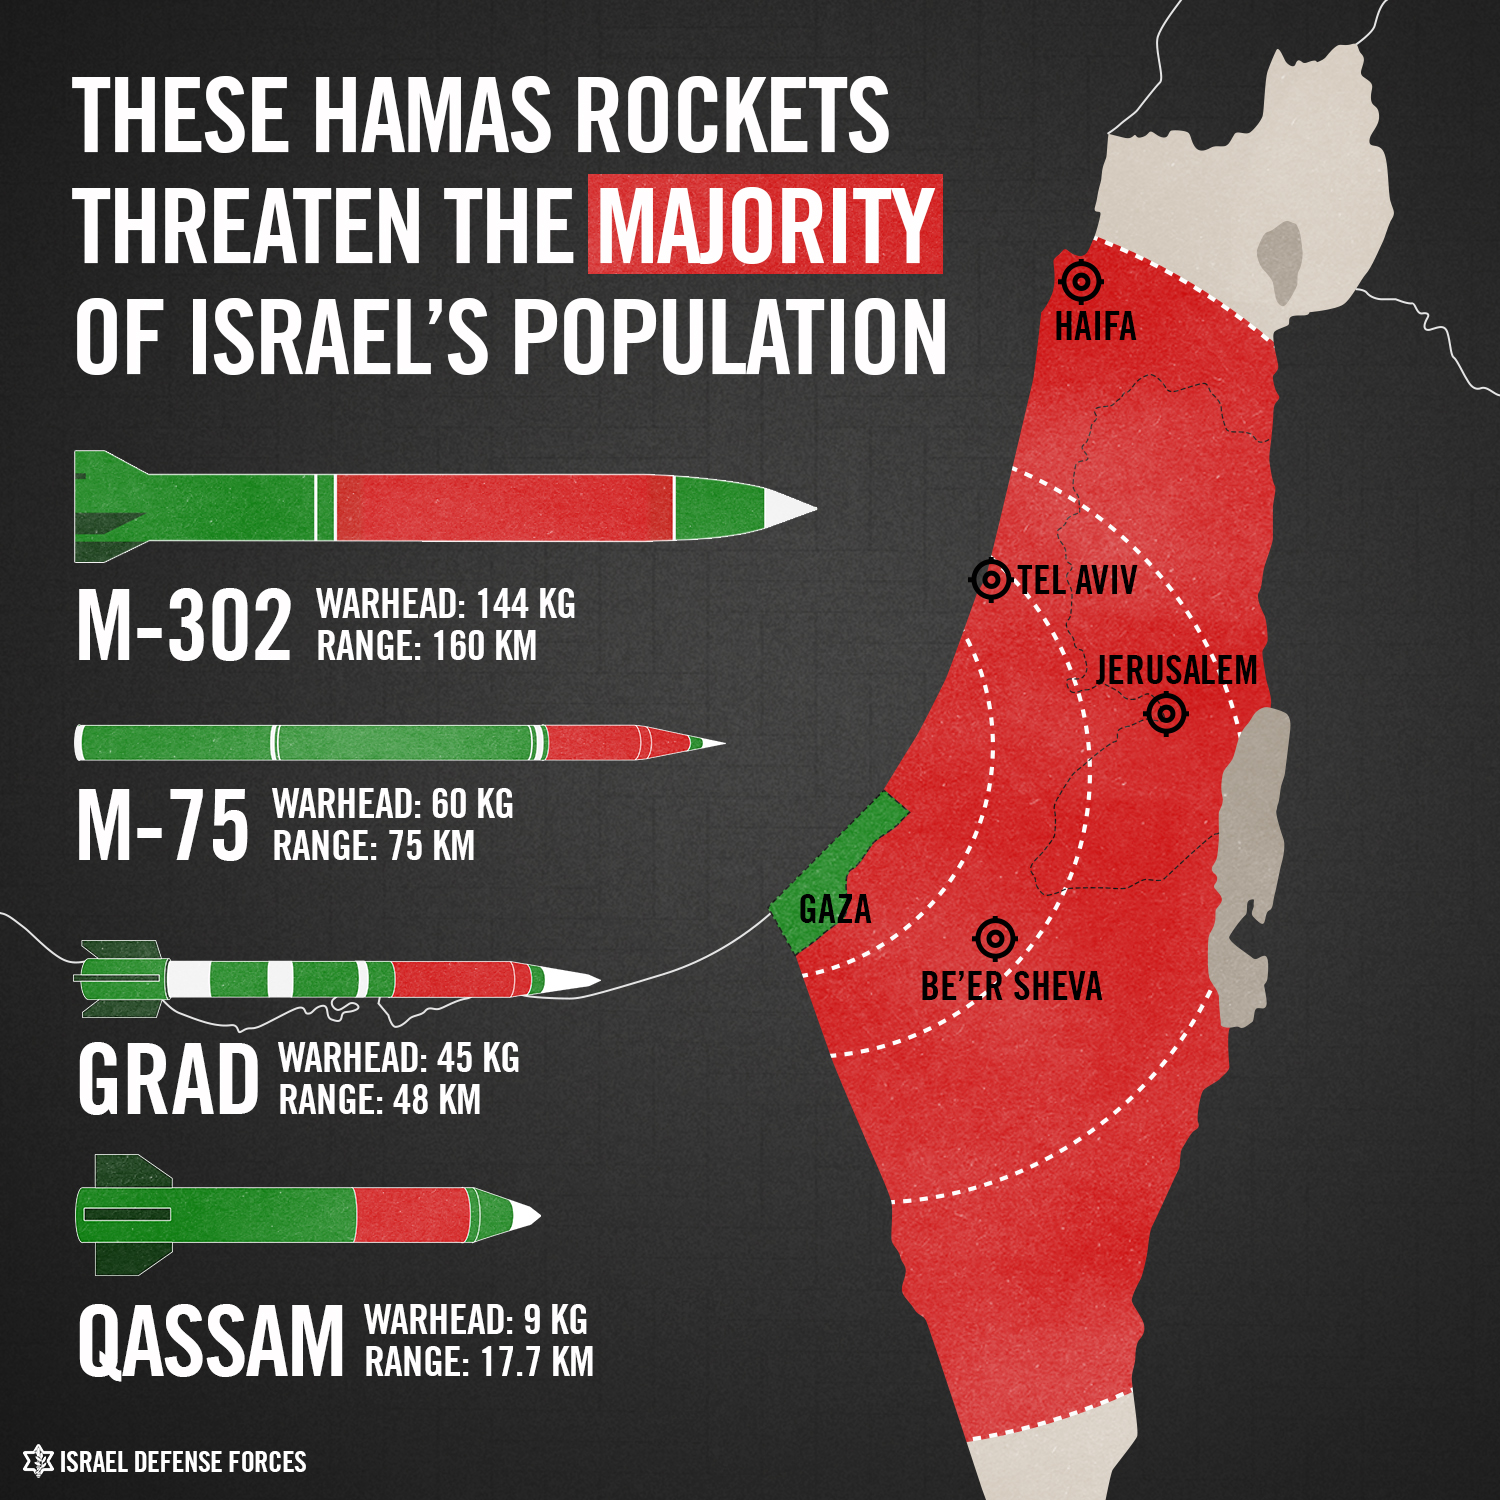 THESE HAMAS ROCKETS
THREATEN THE MAJORITY
OF ISRAEL'S POPULATION
M-302
WARHEAD: 144 KG
RANGE: 160 KM
M-75
WARHEAD: 60 KG
RANGE: 75 KM
GRAD
WARHEAD: 45 KG
RANGE: 48 KM
QASSAM
WARHEAD: 9 KG
RANGE: 17.7 KM
ISRAEL DEFENSE FORCES
HAIFA
TEL AVIV
JERUSALEM
GAZA
BE'ER SHEVA